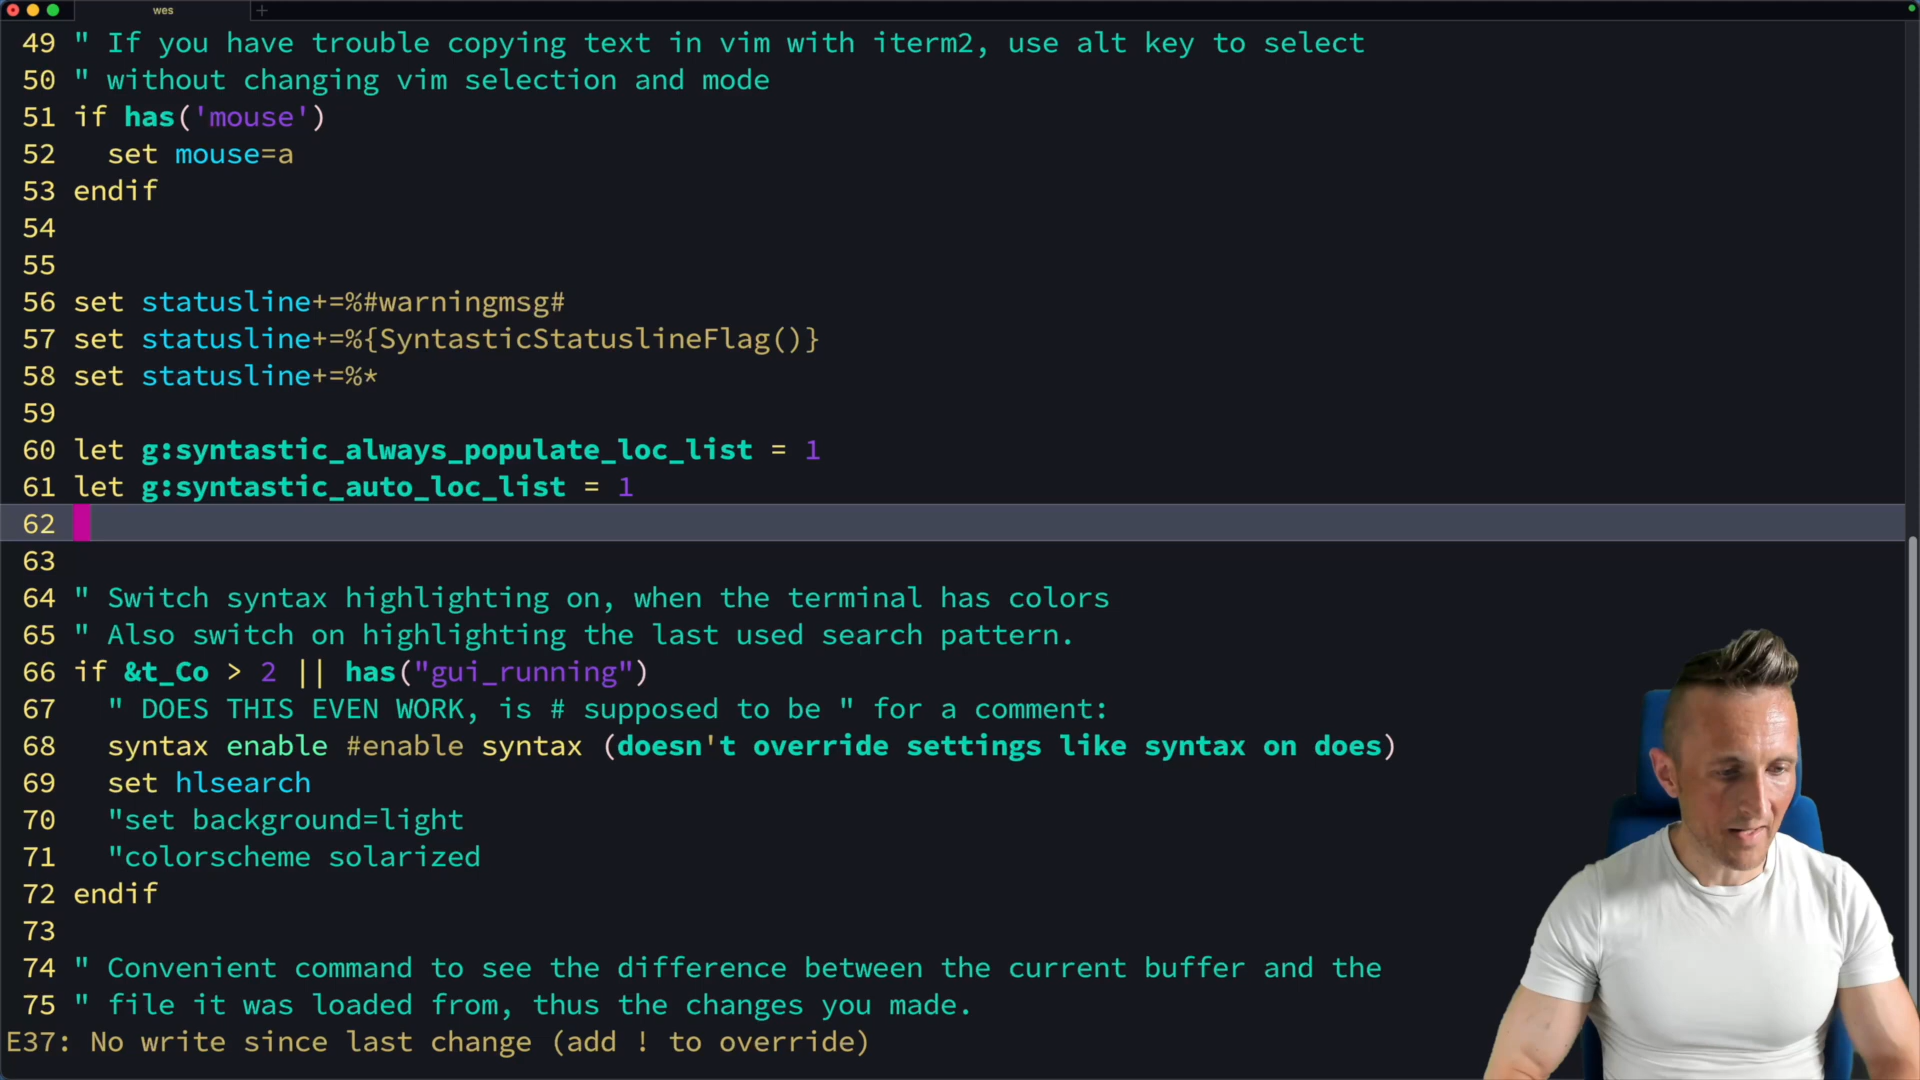 wes
49 " If you have trouble copying text in vim with iterm2, use alt key to select
50 " without changing vim selection and mode
51 if has('mouse')
52   set mouse=a
53 endif
54
55
56 set statusline+=%#warningmsg#
57 set statusline+=%{SyntasticStatuslineFlag()}
58 set statusline+=%*
59
60 let g:syntastic_always_populate_loc_list = 1
61 let g:syntastic_auto_loc_list = 1
62
63
64 " Switch syntax highlighting on, when the terminal has colors
65 " Also switch on highlighting the last used search pattern.
66 if &t_Co > 2 || has("gui_running")
67   " DOES THIS EVEN WORK, is # supposed to be " for a comment:
68   syntax enable #enable syntax (doesn't override settings like syntax on does)
69   set hlsearch
70   "set background=light
71   "colorscheme solarized
72 endif
73
74 " Convenient command to see the difference between the current buffer and the
75 " file it was loaded from, thus the changes you made.
E37: No write since last change (add ! to override)